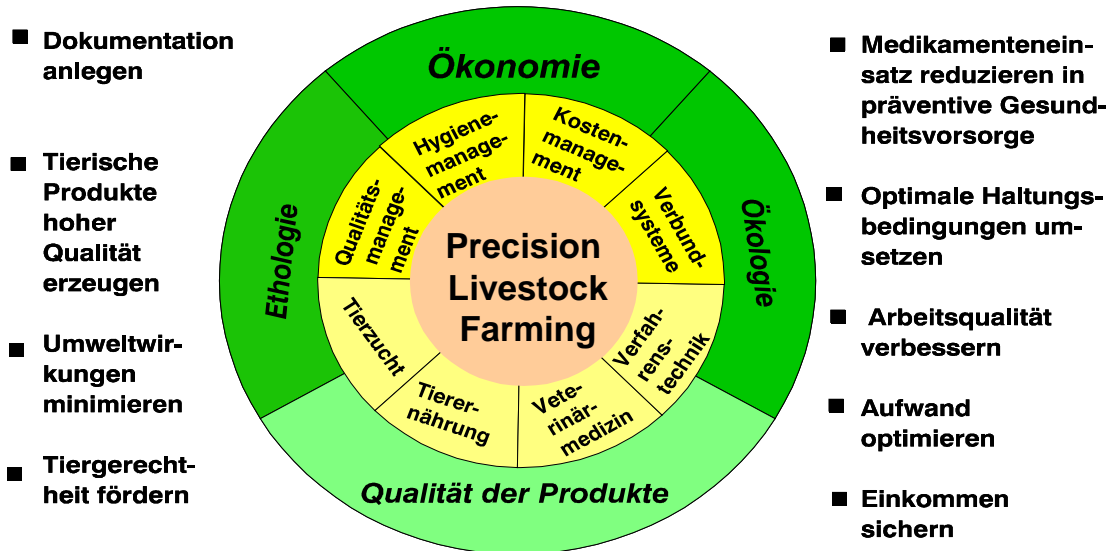 ■ Dokumentation
anlegen
■ Tierische
Produkte
hoher
Qualität
erzeugen
■ Umweltwir-
kungen
minimieren
■ Tiergerecht-
heit fördern
Ökonomie
Ethologie
Ökologie
Qualität der Produkte
Hygiene-
manage-
ment
Kosten-
manage-
ment
Qualitäts-
manage-
ment
Verbund-
systeme
Precision
Livestock
Farming
Tierzucht
Verfah-
rens-
technik
Tierer-
nährung
Vete-
rinär-
medizin
■ Medikamentenein-
satz reduzieren in
präventive Gesund-
heitsvorsorge
■ Optimale Haltungs-
bedingungen um-
setzen
■ Arbeitsqualität
verbessern
■ Aufwand
optimieren
■ Einkommen
sichern